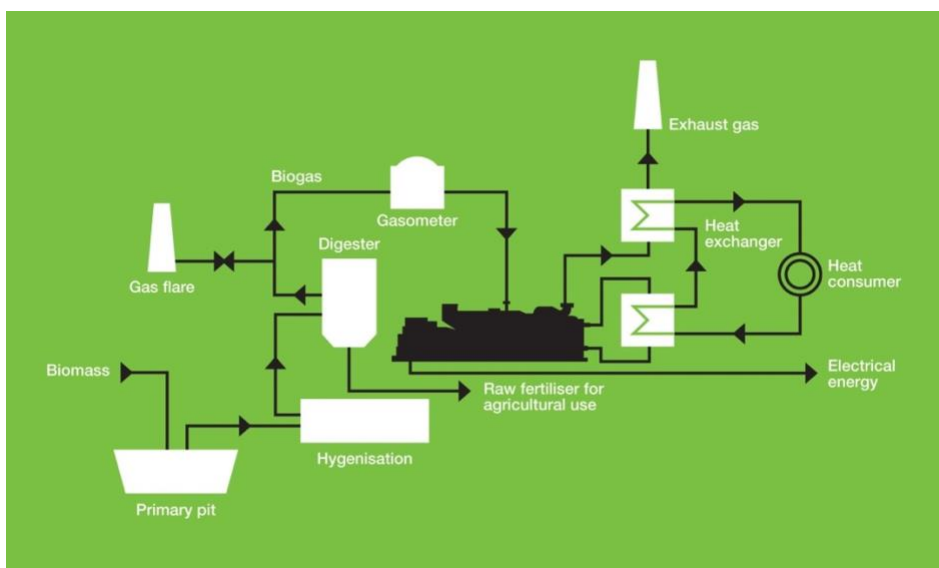 Exhaust gas
Biogas
Gasometer
Heat
exchanger
Digester
Gas flare
Heat
consumer
Biomass
Electrical
energy
Raw fertiliser for
agricultural use
Hygenisation
Primary pit